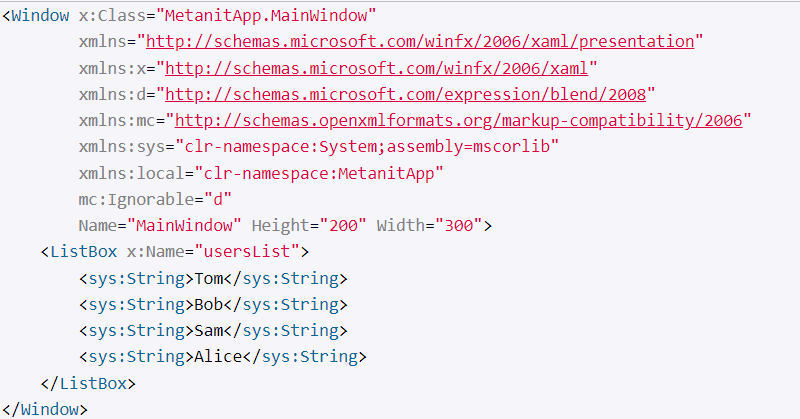 <Window x:Class="MetanitApp.MainWindow"
        xmlns="http://schemas.microsoft.com/winfx/2006/xaml/presentation"
        xmlns:x="http://schemas.microsoft.com/winfx/2006/xaml"
        xmlns:d="http://schemas.microsoft.com/expression/blend/2008"
        xmlns:mc="http://schemas.openxmlformats.org/markup-compatibility/2006"
        xmlns:sys="clr-namespace:System;assembly=mscorlib"
        xmlns:local="clr-namespace:MetanitApp"
        mc:Ignorable="d"
        Name="MainWindow" Height="200" Width="300">
    <ListBox x:Name="usersList">
        <sys:String>Tom</sys:String>
        <sys:String>Bob</sys:String>
        <sys:String>Sam</sys:String>
        <sys:String>Alice</sys:String>
    </ListBox>
</Window>